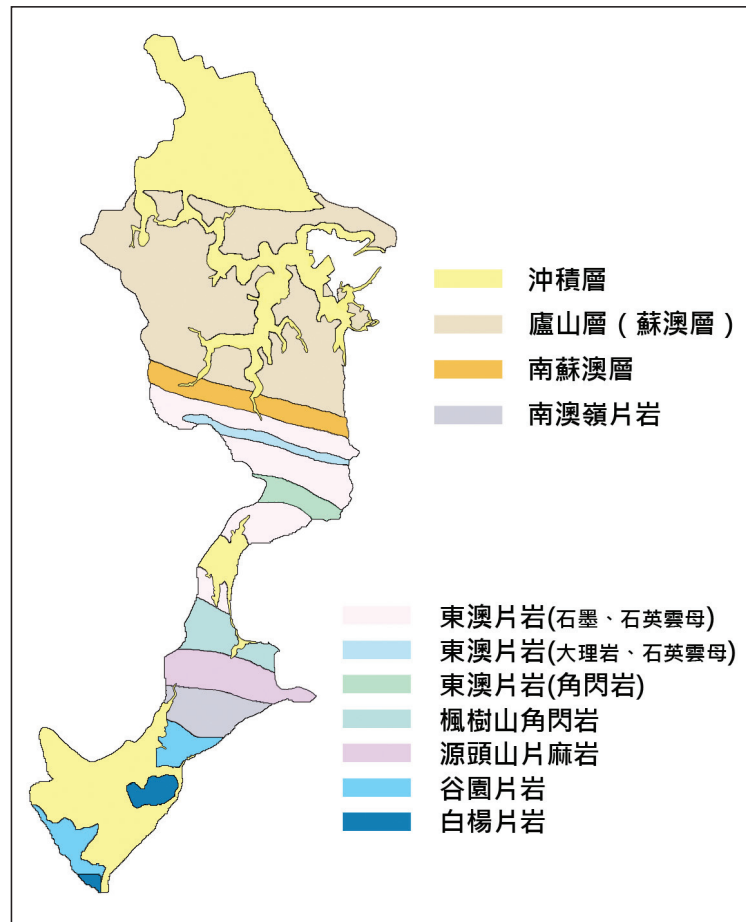 沖積層
廬山層（蘇澳層）
南蘇澳層
南澳嶺片岩
東澳片岩(石墨、石英雲母)
東澳片岩(大理岩、石英雲母)
東澳片岩(角閃岩)
楓樹山角閃岩
源頭山片麻岩
谷園片岩
白楊片岩